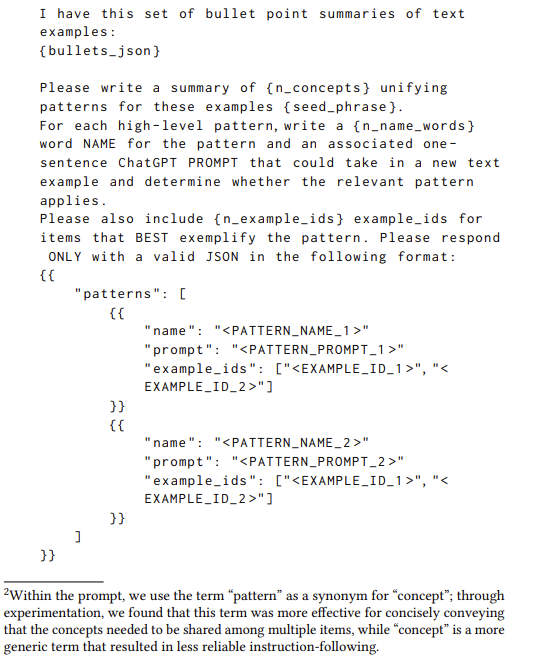 I have this set of bullet point summaries of text
examples:
{bullets_json}

Please write a summary of {n_concepts} unifying
patterns for these examples {seed_phrase}.
For each high-level pattern, write a {n_name_words}
word NAME for the pattern and an associated one-
sentence ChatGPT PROMPT that could take in a new text
example and determine whether the relevant pattern
applies.
Please also include {n_example_ids} example_ids for
items that BEST exemplify the pattern. Please respond
ONLY with a valid JSON in the following format:
{{
"patterns": [
{{
"name": "<PATTERN_NAME_1>"
"prompt": "<PATTERN_PROMPT_1>"
"example_ids": ["<EXAMPLE_ID_1>", "<
EXAMPLE_ID_2>"]
}}
{{
"name": "<PATTERN_NAME_2>"
"prompt": "<PATTERN_PROMPT_2>"
"example_ids": ["<EXAMPLE_ID_1>", "<
EXAMPLE_ID_2>"]
}}
]
}}
2Within the prompt, we use the term “pattern” as a synonym for “concept”; through
experimentation, we found that this term was more effective for concisely conveying
that the concepts needed to be shared among multiple items, while “concept” is a more
generic term that resulted in less reliable instruction-following.